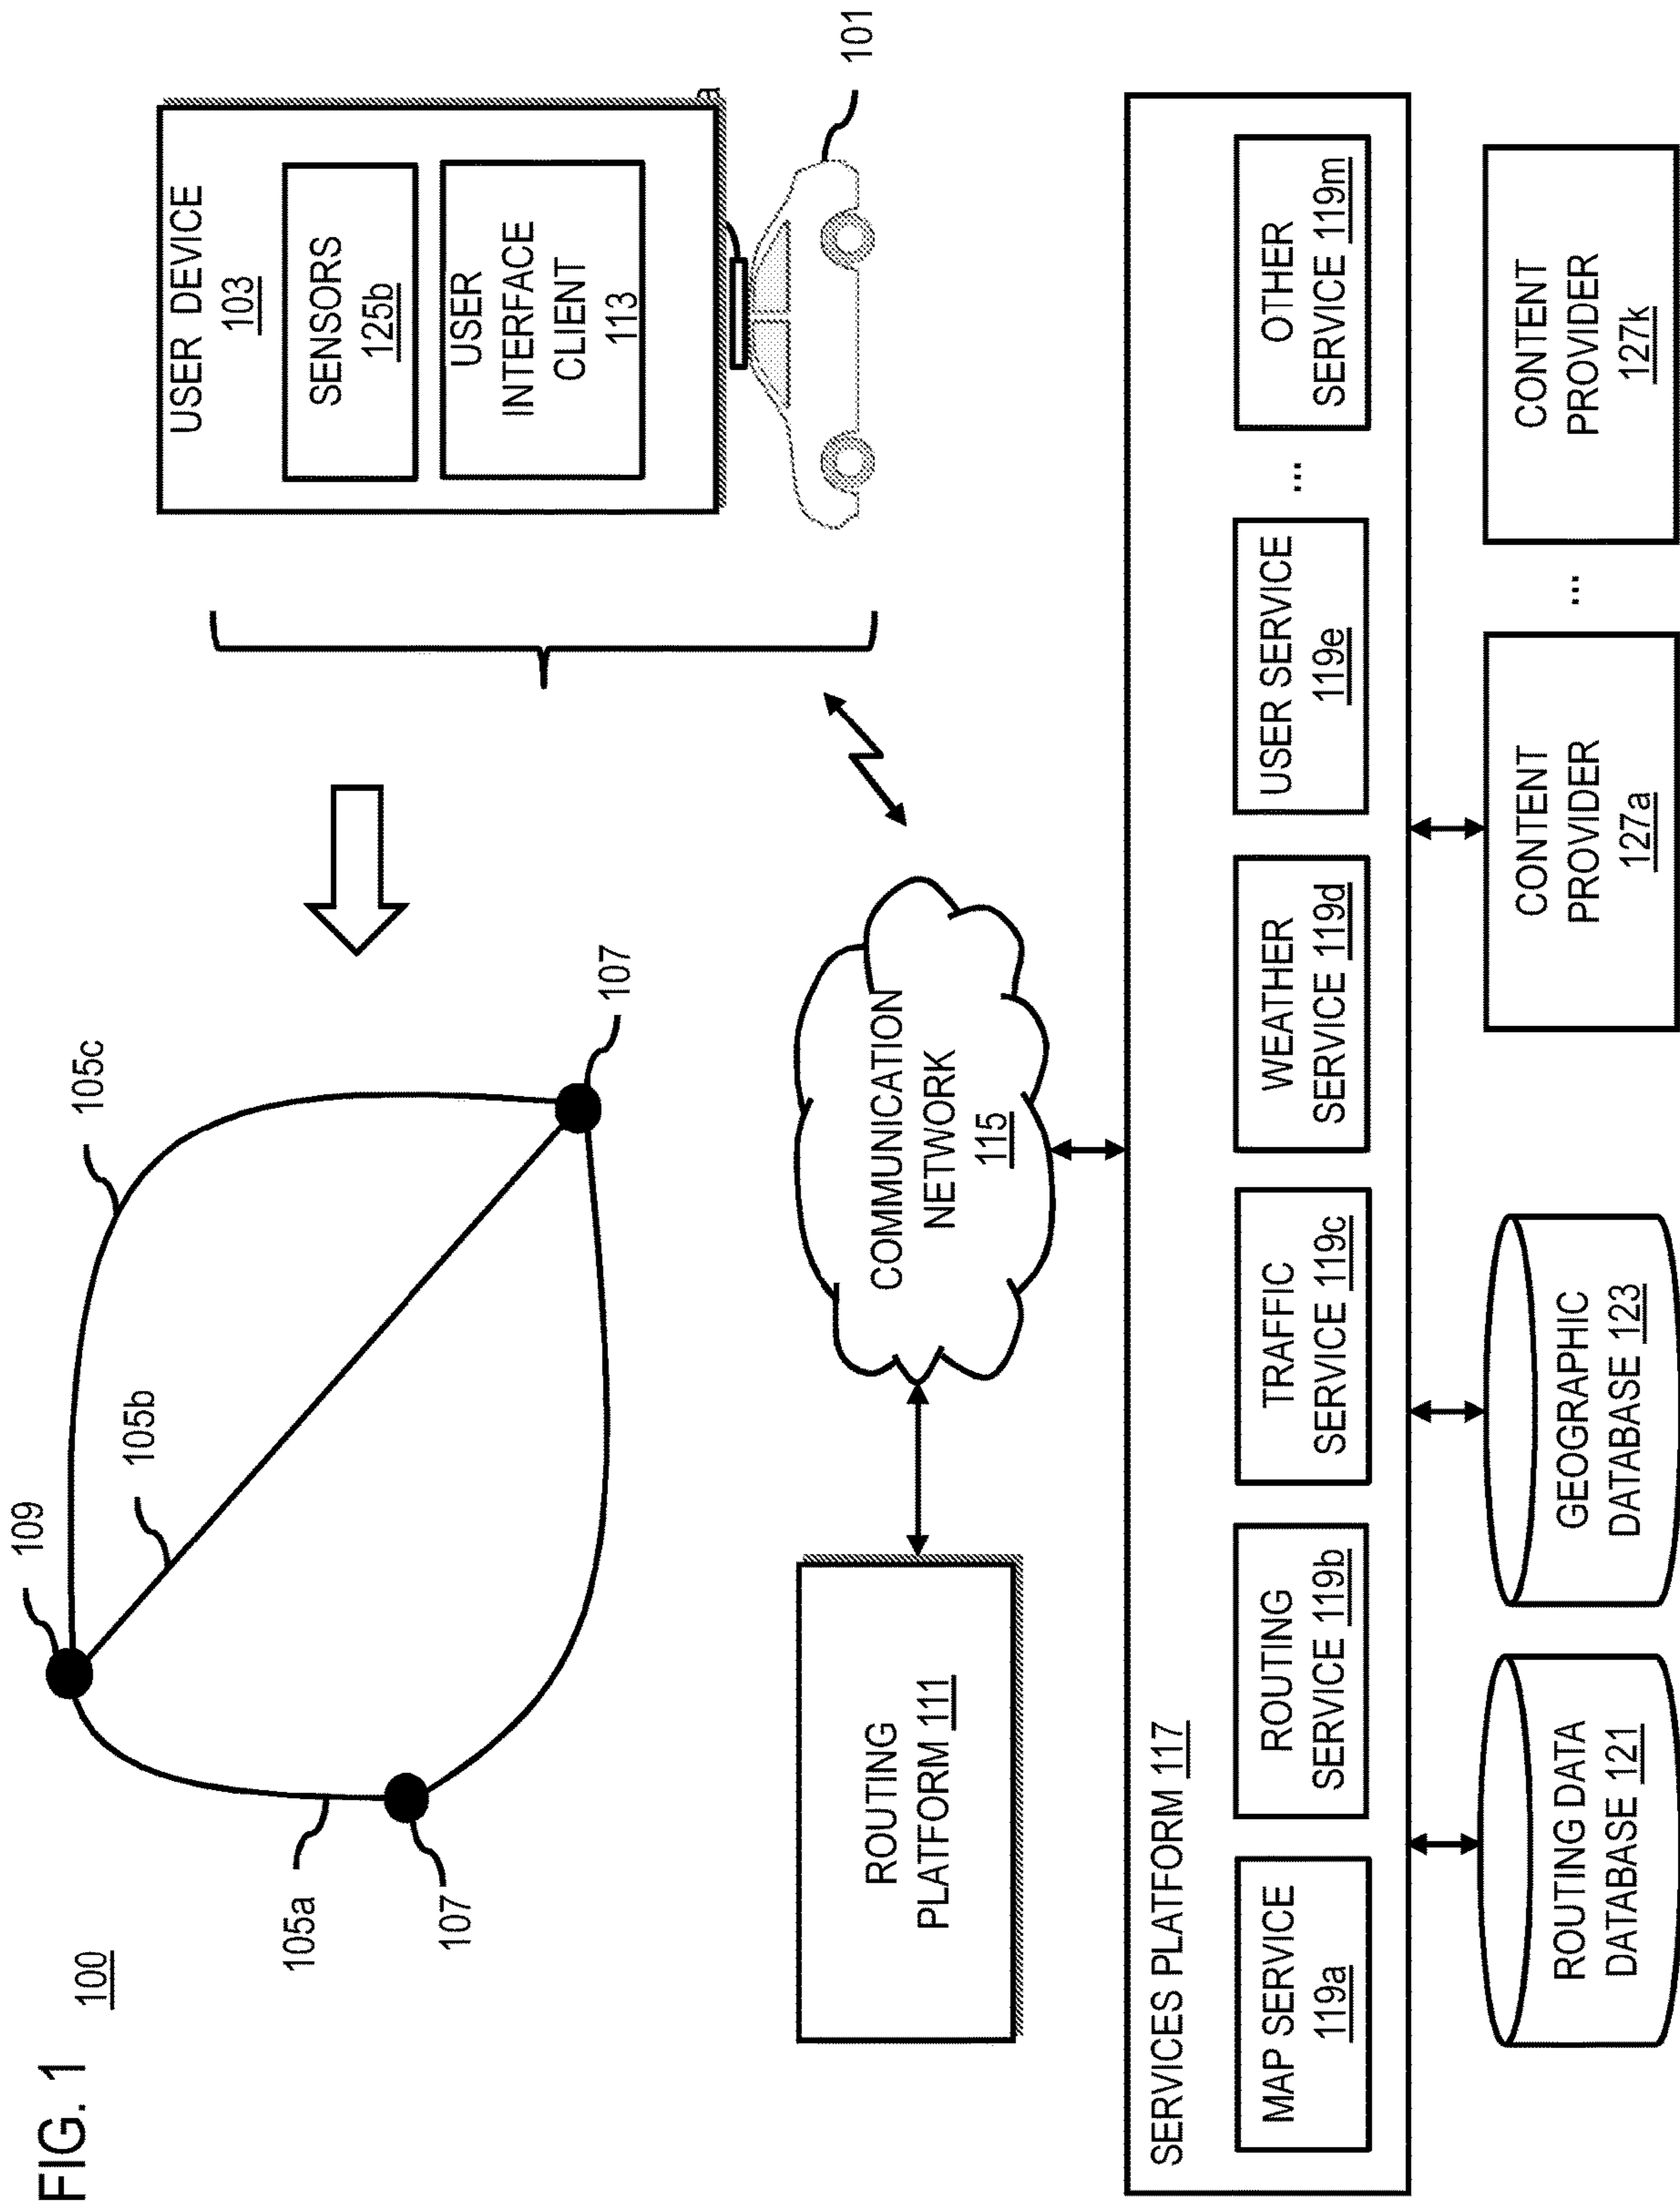 FIG. 1
100
109
105b
105c
105a
107
107
USER DEVICE
103
SENSORS
125b
USER
INTERFACE
CLIENT
113
a
101
ROUTING
PLATFORM 111
COMMUNICATION
NETWORK
115
SERVICES PLATFORM 117
MAP SERVICE
119a
ROUTING
SERVICE 119b
TRAFFIC
SERVICE 119c
WEATHER
SERVICE 119d
USER SERVICE
119e
...
OTHER
SERVICE 119m
ROUTING DATA
DATABASE 121
GEOGRAPHIC
DATABASE 123
CONTENT
PROVIDER
127a
...
CONTENT
PROVIDER
127k